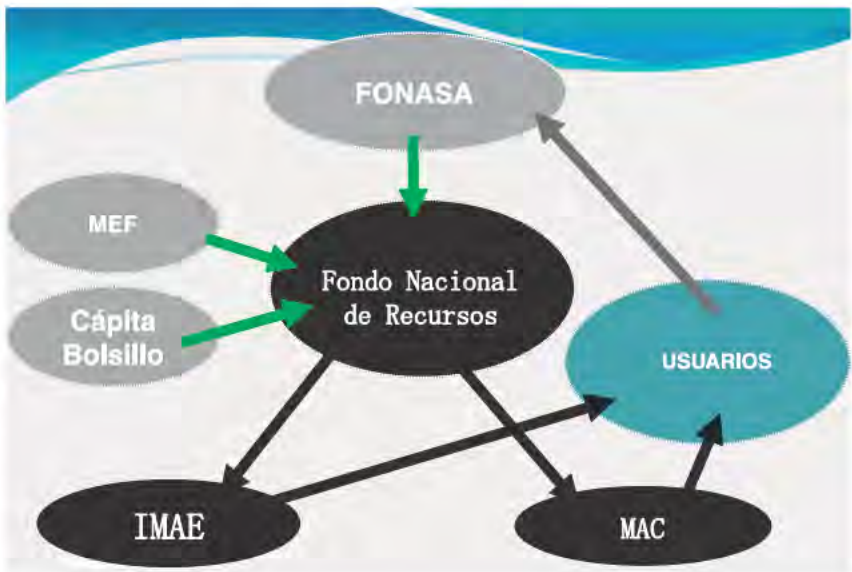 FONASA
MEF
Fondo Nacional
de Recursos
Cápita
Bolsillo
USUARIOS
IMAE
MAC